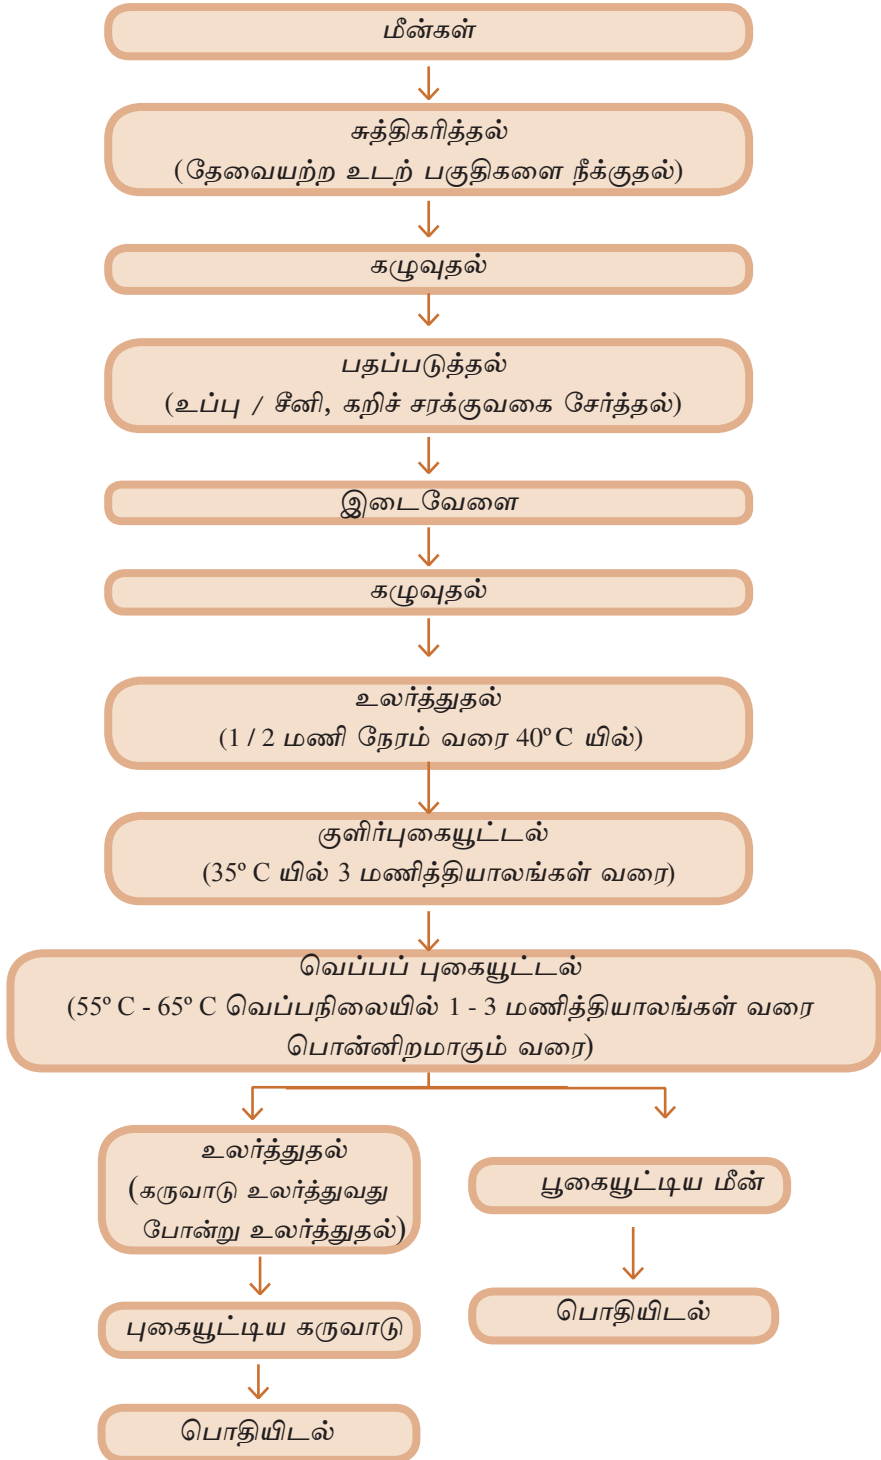 மீன்கள்
சுத்திகரித்தல்
(தேவையற்ற உடற் பகுதிகளை நீக்குதல்)
கழுவுதல்
பதப்படுத்தல்
(உப்பு / சீனி, கறிச் சரக்குவகை சேர்த்தல்)
இடைவேளை
கழுவுதல்
உலர்த்துதல்
(1 / 2 மணி நேரம் வரை 40º C யில்)
குளிர்புகையூட்டல்
(35º C யில் 3 மணித்தியாலங்கள் வரை)
வெப்பப் புகையூட்டல்
(55º C - 65º C வெப்பநிலையில் 1 - 3 மணித்தியாலங்கள் வரை
பொன்னிறமாகும் வரை)
உலர்த்துதல்
(கருவாடு உலர்த்துவது
போன்று உலர்த்துதல்)
புகையூட்டிய கருவாடு
பொதியிடல்
பூகையூட்டிய மீன்
பொதியிடல்